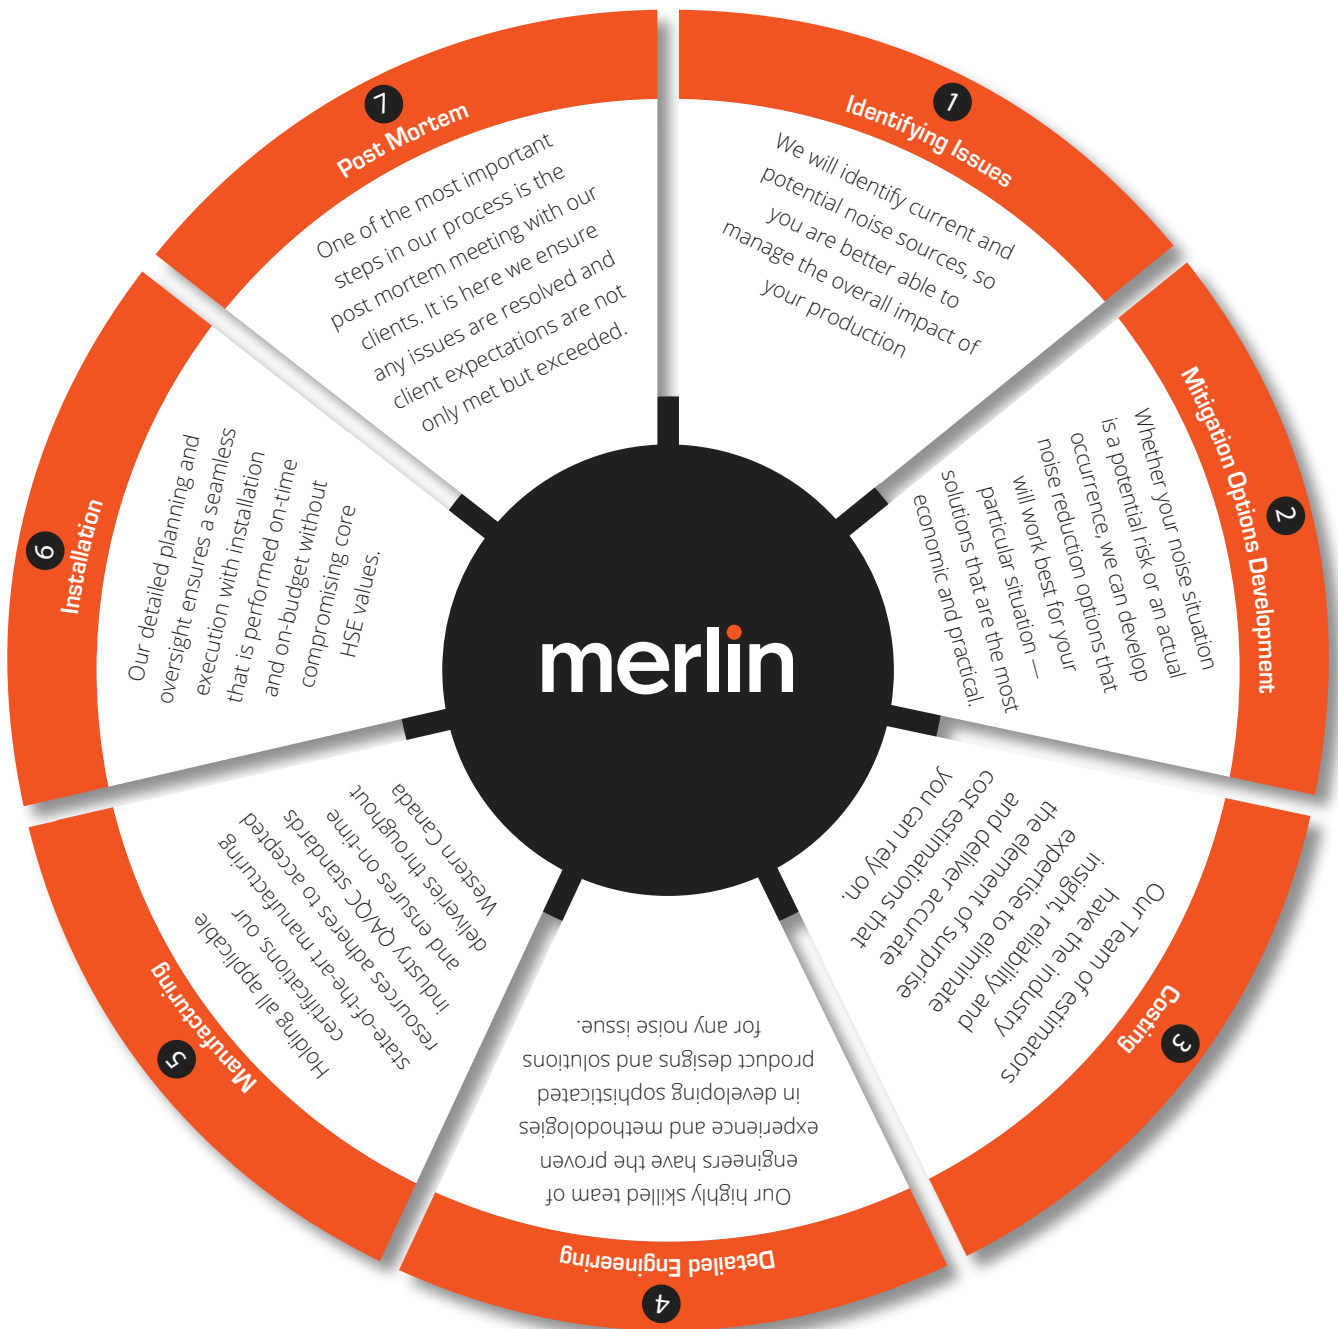 merlin
1
Identifying Issues
We will identify current and
potential noise sources, so
you are better able to
manage the overall impact of
your production
2
Mitigation Options Development
Whether your noise situation
is a potential risk or an actual
occurrence, we can develop
noise reduction options that
will work best for your
particular situation —
solutions that are the most
economic and practical.
3
Costing
Our Team of estimators
have the industry
insight, reliability and
expertise to eliminate
the element of surprise
and deliver accurate
cost estimations that
you can rely on.
4
Detailed Engineering
Our highly skilled team of
engineers have the proven
experience and methodologies
in developing sophisticated
product designs and solutions
for any noise issue.
5
Manufacturing
Holding all applicable
certifications, our
state-of-the-art manufacturing
resources adheres to accepted
industry QA/QC standards
and ensures on-time
deliveries throughout
Western Canada
6
Installation
Our detailed planning and
oversight ensures a seamless
execution with installation
that is performed on-time
and on-budget without
compromising core
HSE values.
7
Post Mortem
One of the most important
steps in our process is the
post mortem meeting with our
clients. It is here we ensure
any issues are resolved and
client expectations are not
only met but exceeded.